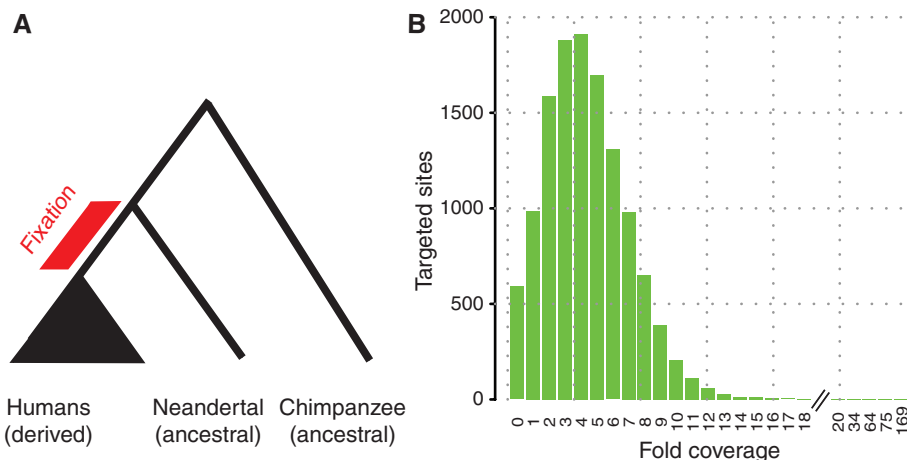 A
Fixation
Humans
(derived)
Neandertal
(ancestral)
Chimpanzee
(ancestral)
B
Targeted sites
2000
1500
1000
500
0
0 1 2 3 4 5 6 7 8 9 10 11 12 13 14 15 16 17 18 20 34 64 75 169
Fold coverage